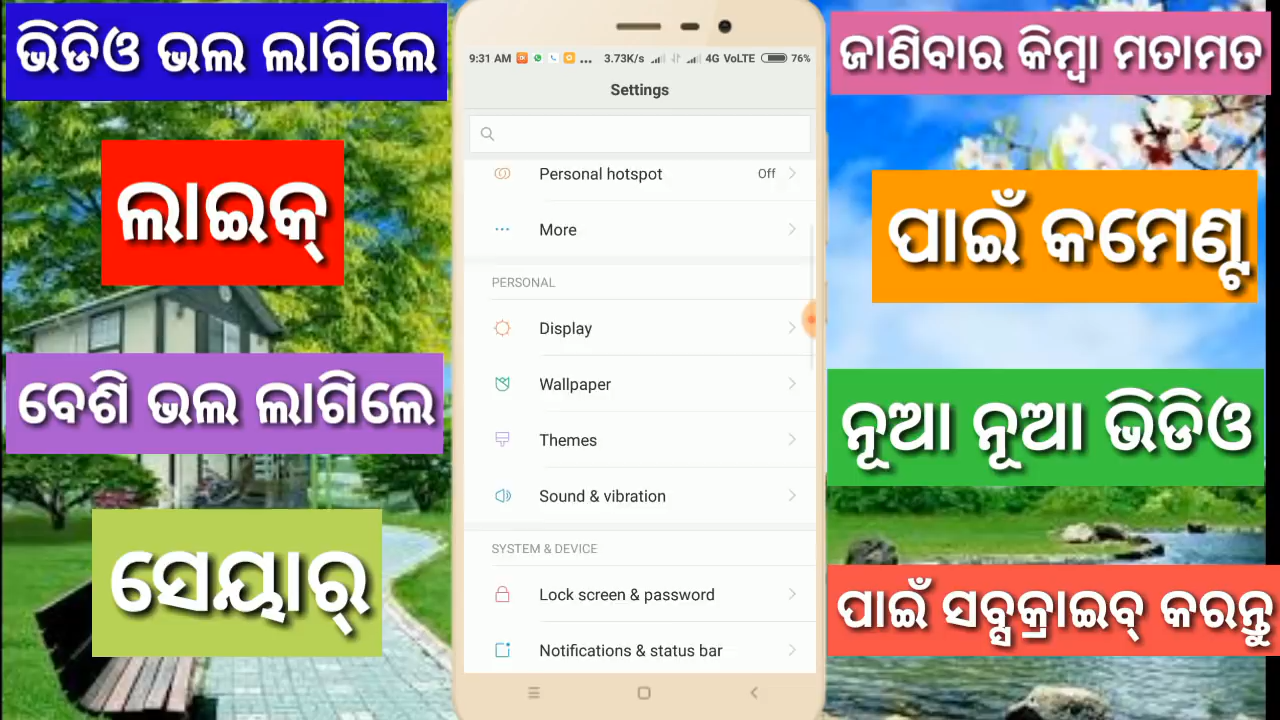 ଭିଡିଓ ଭଲ ଲାଗିଲେ
ଲାଇକ୍
ବେଶି ଭଲ ଲାଗିଲେ
ସେୟାର୍
9:31 AM ... 3.73K/s 4G VoLTE 76%
Settings
Personal hotspot Off
More
PERSONAL
Display
Wallpaper
Themes
Sound & vibration
SYSTEM & DEVICE
Lock screen & password
Notifications & status bar
ଜାଣିବାର କିମ୍ବା ମତାମତ
ପାଇଁ କମେଣ୍ଟ
ନୂଆ ନୂଆ ଭିଡିଓ
ପାଇଁ ସବ୍ସକ୍ରାଇବ୍ କରନ୍ତୁ